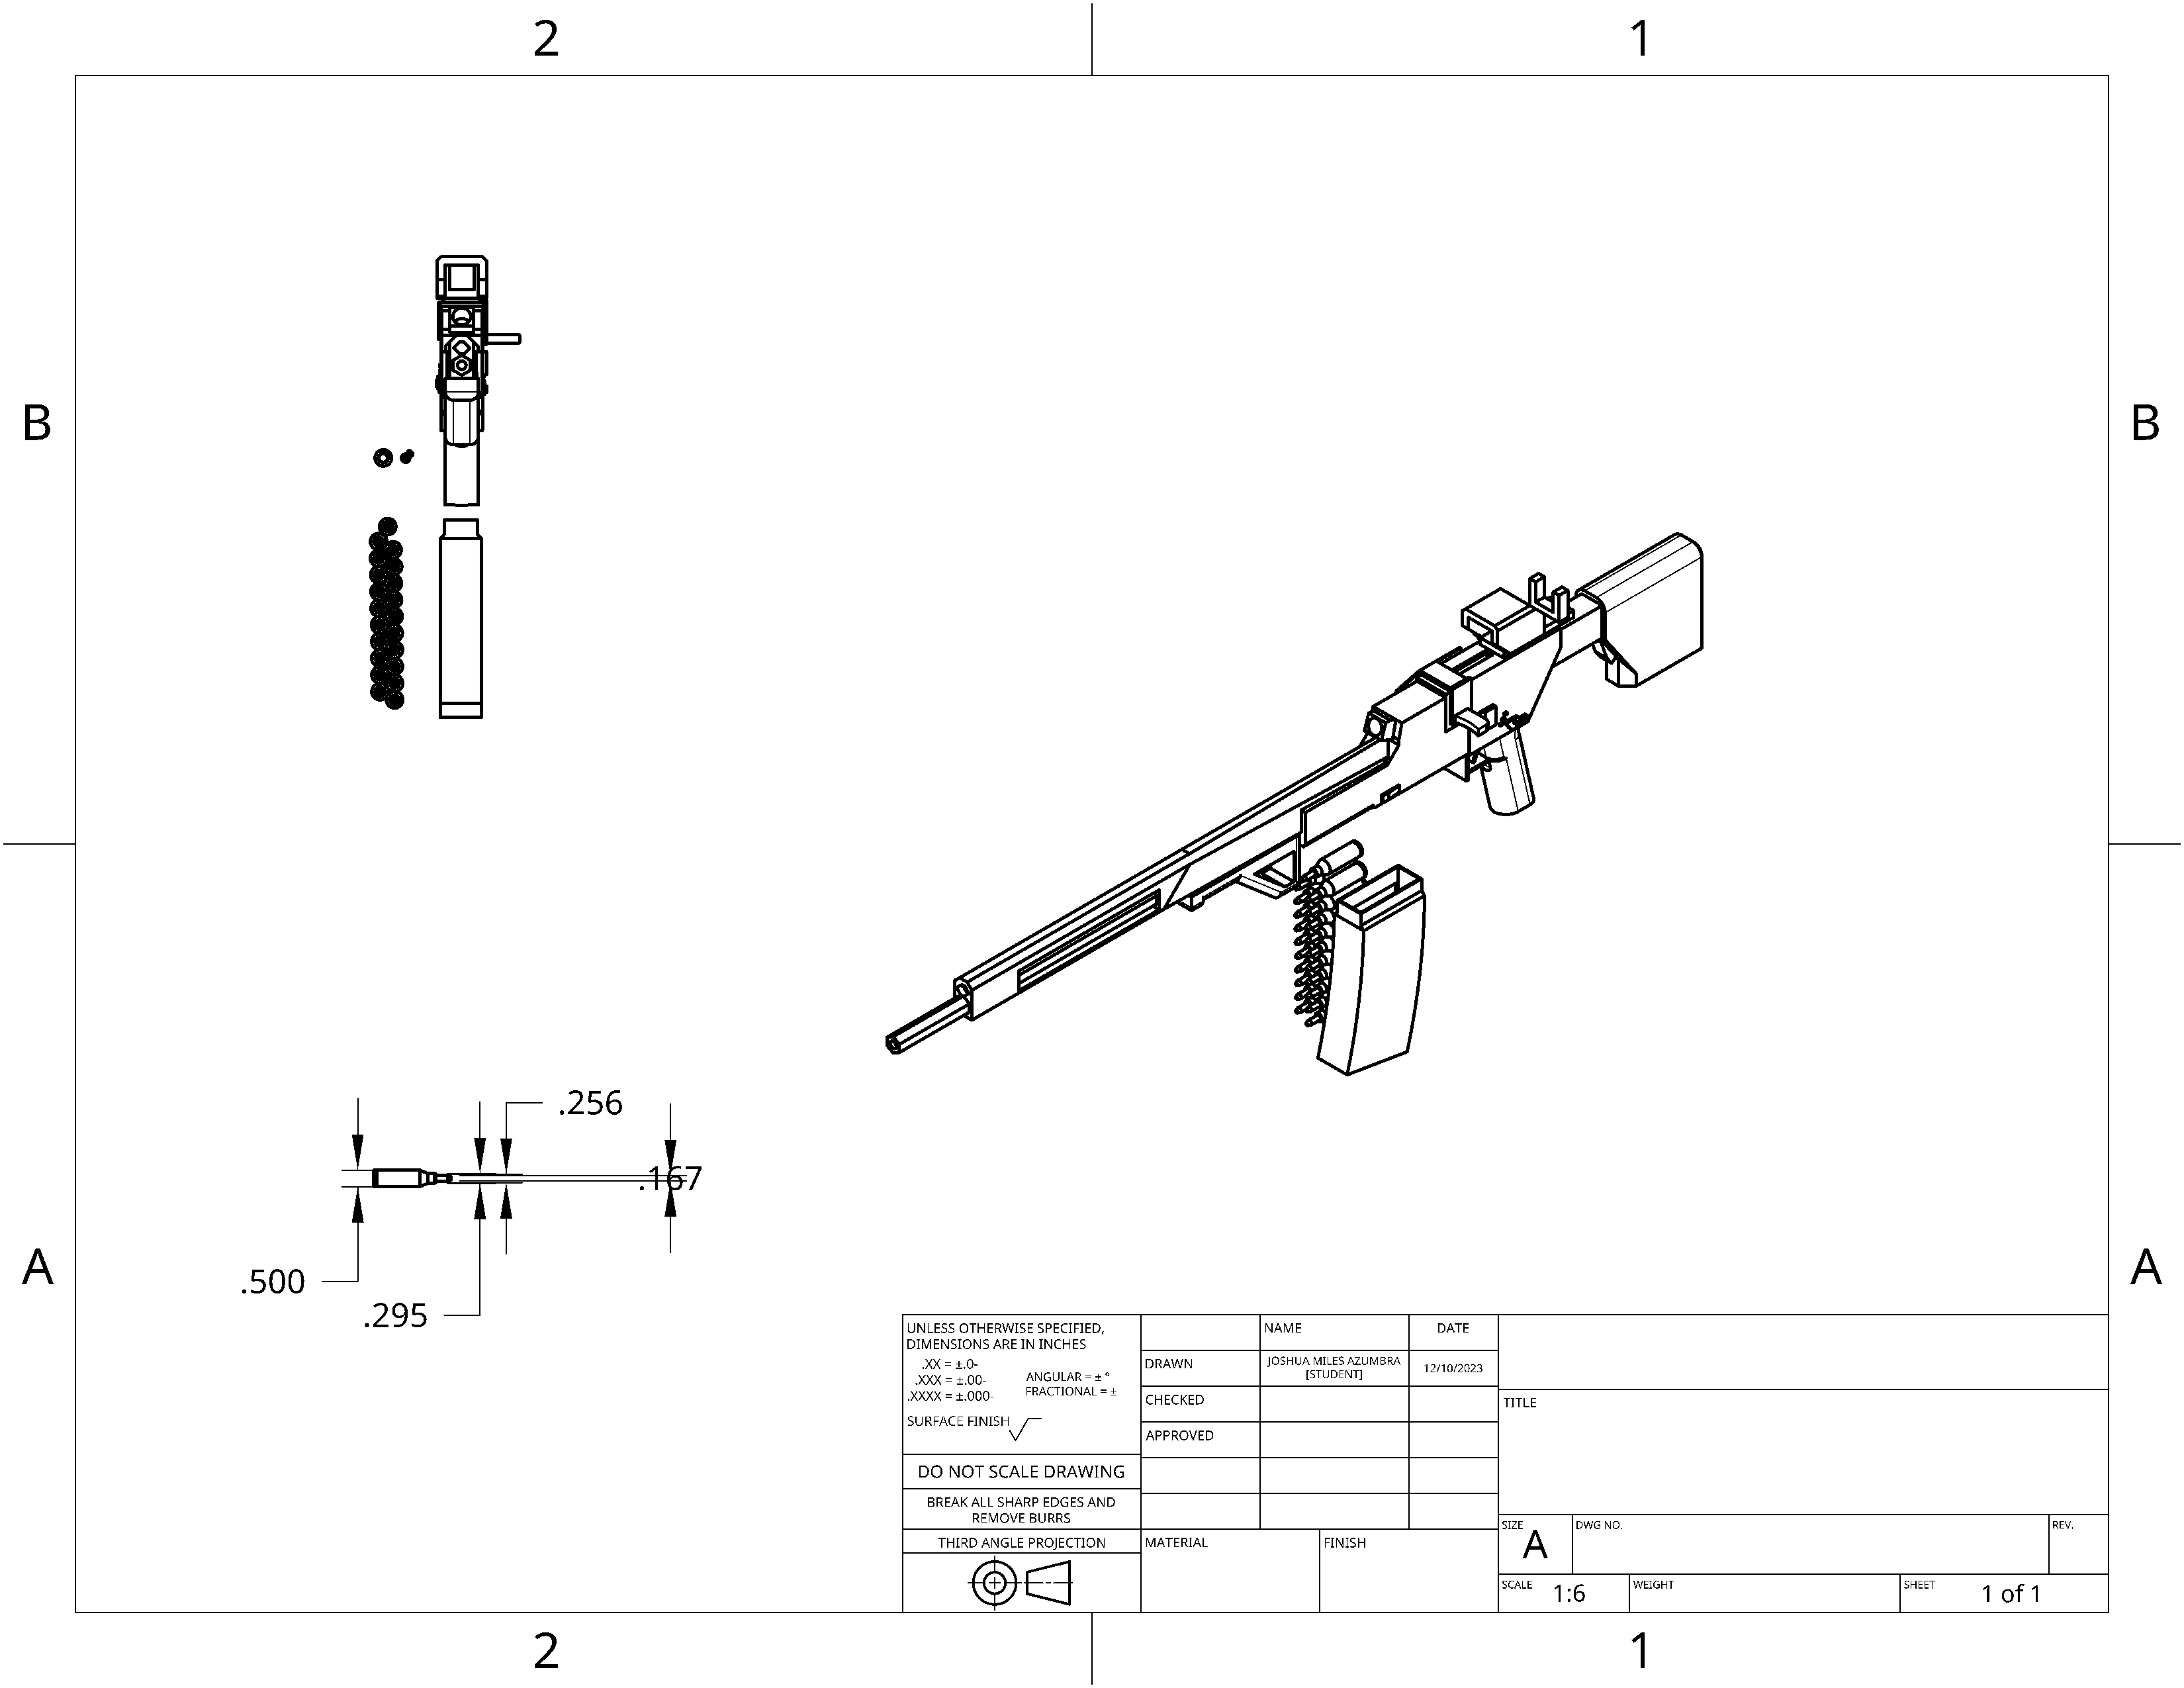 2
1
B
B
.256
.167
.500
.295
A
A
UNLESS OTHERWISE SPECIFIED,
DIMENSIONS ARE IN INCHES
.XX = ±.0-
.XXX = ±.00-
.XXXX = ±.000-
ANGULAR = ± °
FRACTIONAL = ±
SURFACE FINISH
DO NOT SCALE DRAWING
BREAK ALL SHARP EDGES AND
REMOVE BURRS
THIRD ANGLE PROJECTION
NAME
DATE
DRAWN
JOSHUA MILES AZUMBRA
[STUDENT]
12/10/2023
CHECKED
APPROVED
MATERIAL
FINISH
TITLE
SIZE
A
DWG NO.
REV.
SCALE
1:6
WEIGHT
SHEET
1 of 1
2
1